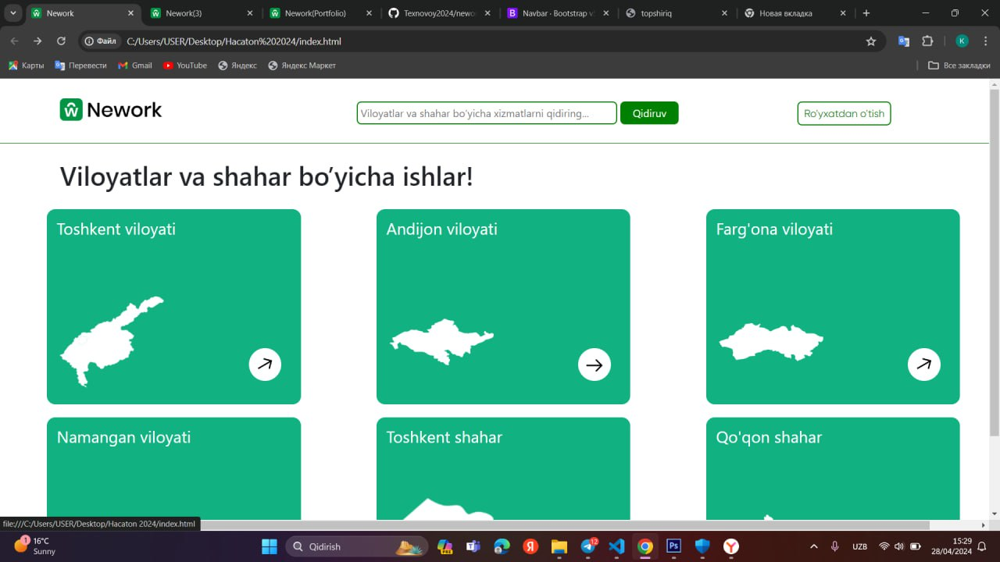 Nework
Nework(3)
Nework(Portfolio)
Texnovoy2024/newo
Navbar · Bootstrap v
topshiriq
Новая вкладка
Файл
C:/Users/USER/Desktop/Hacaton%202024/index.html
K
Карты
Перевести
Gmail
YouTube
Яндекс
Яндекс Маркет
Все закладки
Nework
Viloyatlar va shahar bo'yicha xizmatlarni qidiring...
Qidiruv
Ro'yxatdan o'tish
Viloyatlar va shahar bo’yicha ishlar!
Toshkent viloyati
Andijon viloyati
Farg'ona viloyati
Namangan viloyati
Toshkent shahar
Qo'qon shahar
file:///C:/Users/USER/Desktop/Hacaton 2024/index.html
1
16°C
Sunny
Qidirish
12
UZB
15:29
28/04/2024